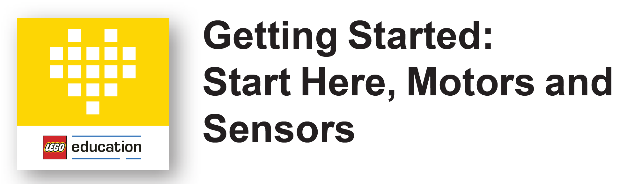 Getting Started:
Start Here, Motors and
Sensors
LEGO education